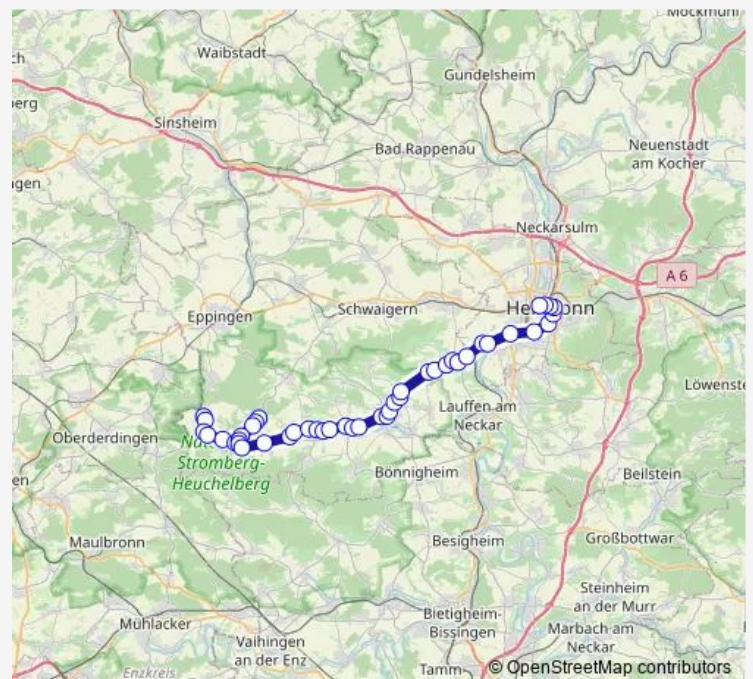 Möckmühl
Waibstadt
Gundelsheim
Sinsheim
Bad Rappenau
Neuenstadt
am Kocher
Neckarsulm
A 6
Eppingen
Schwaigern
Lauffen am
Neckar
Oberderdingen
Stromberg-
Heuchelberg
Bönnigheim
Beilstein
Maulbronn
Besigheim
Großbottwar
Steinheim
an der Murr
Mühlacker
Bietigheim-
Bissingen
Marbach am
Neckar
Vaihingen
an der Enz
Enzkreis
Tamm
© OpenStreetMap contributors